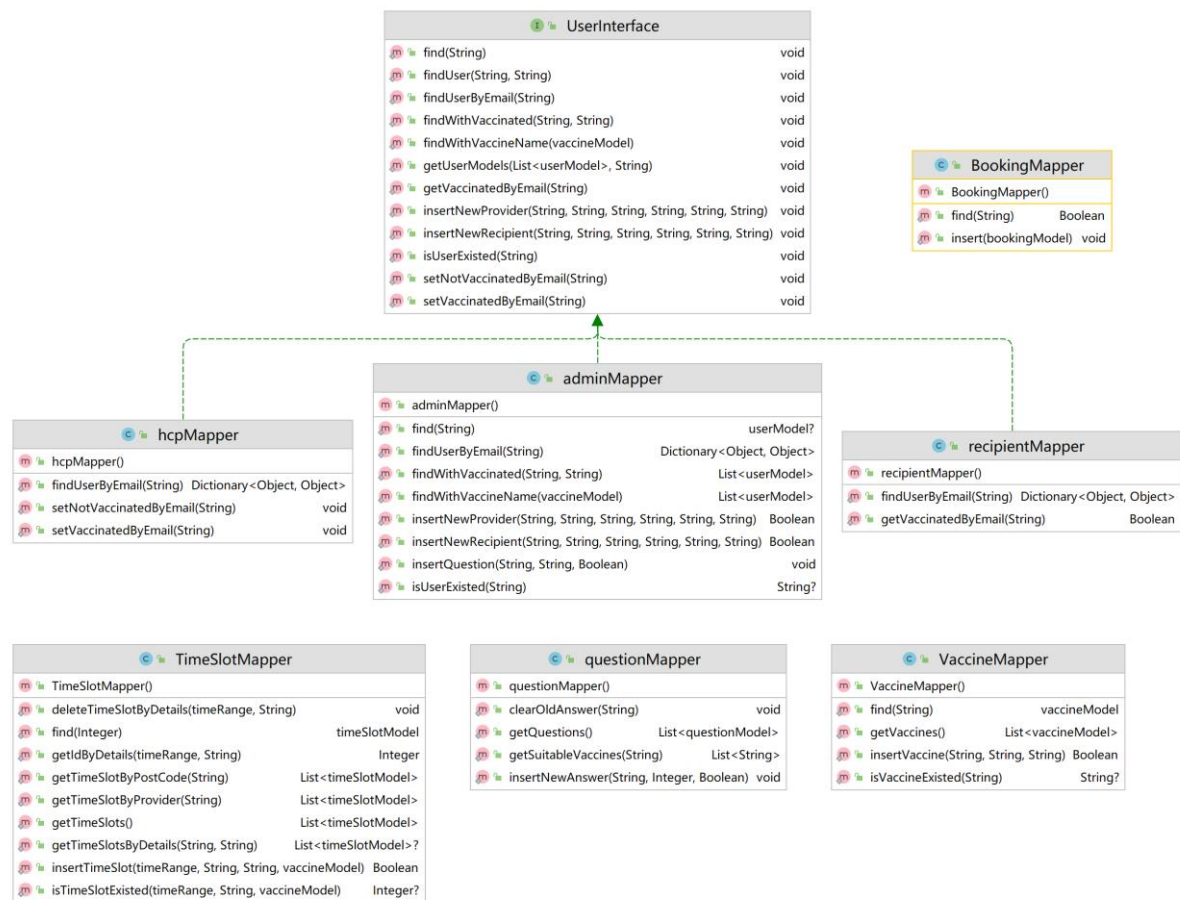 UserInterface
find(String) void
findUser(String, String) void
findUserByEmail(String) void
findWithVaccinated(String, String) void
findWithVaccineName(vaccineModel) void
getUserModels(List<userModel>, String) void
getVaccinatedByEmail(String) void
insertNewProvider(String, String, String, String, String, String) void
insertNewRecipient(String, String, String, String, String, String) void
isUserExisted(String) void
setNotVaccinatedByEmail(String) void
setVaccinatedByEmail(String) void
BookingMapper
BookingMapper()
find(String) Boolean
insert(bookingModel) void
hcpMapper
hcpMapper()
findUserByEmail(String) Dictionary<Object, Object>
setNotVaccinatedByEmail(String) void
setVaccinatedByEmail(String) void
adminMapper
adminMapper()
find(String) userModel?
findUserByEmail(String) Dictionary<Object, Object>
findWithVaccinated(String, String) List<userModel>
findWithVaccineName(vaccineModel) List<userModel>
insertNewProvider(String, String, String, String, String, String) Boolean
insertNewRecipient(String, String, String, String, String, String) Boolean
insertQuestion(String, String, Boolean) void
isUserExisted(String) String?
recipientMapper
recipientMapper()
findUserByEmail(String) Dictionary<Object, Object>
getVaccinatedByEmail(String) Boolean
TimeSlotMapper
TimeSlotMapper()
deleteTimeSlotByDetails(timeRange, String) void
find(Integer) timeSlotModel
getIdByDetails(timeRange, String) Integer
getTimeSlotByPostCode(String) List<timeSlotModel>
getTimeSlotByProvider(String) List<timeSlotModel>
getTimeSlots() List<timeSlotModel>
getTimeSlotsByDetails(String, String) List<timeSlotModel>?
insertTimeSlot(timeRange, String, String, vaccineModel) Boolean
isTimeSlotExisted(timeRange, String, vaccineModel) Integer?
questionMapper
questionMapper()
clearOldAnswer(String) void
getQuestions() List<questionModel>
getSuitableVaccines(String) List<String>
insertNewAnswer(String, Integer, Boolean) void
VaccineMapper
VaccineMapper()
find(String) vaccineModel
getVaccines() List<vaccineModel>
insertVaccine(String, String, String) Boolean
isVaccineExisted(String) String?